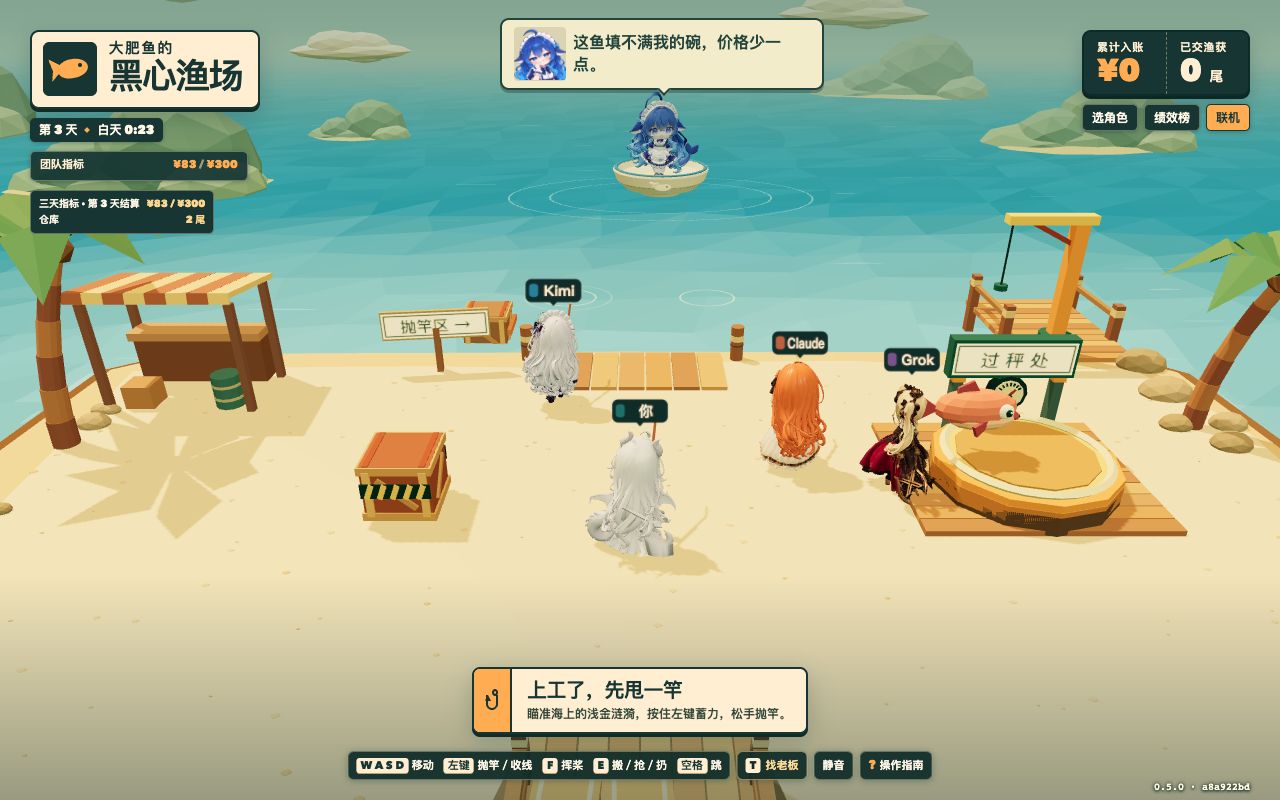 大肥鱼的
黑心渔场
第 3 天 • 白天 0:23
团队指标 ¥83 / ¥300
三天指标 • 第 3 天结算 ¥83 / ¥300
仓库 2 尾
这鱼填不满我的碗，价格少一
点。
累计入账 已交渔获
¥0 0 尾
选角色 绩效榜 联机
Kimi
抛竿区 →
Claude
Grok
过秤处
你
上工了，先甩一竿
瞄准海上的浅金涟漪，按住左键蓄力，松手抛竿。
WASD 移动 左键 抛竿 / 收线 F 挥桨 E 搬 / 抢 / 扔 空格 跳 T 找老板 静音 ? 操作指南
0.5.0 · a8a922bd